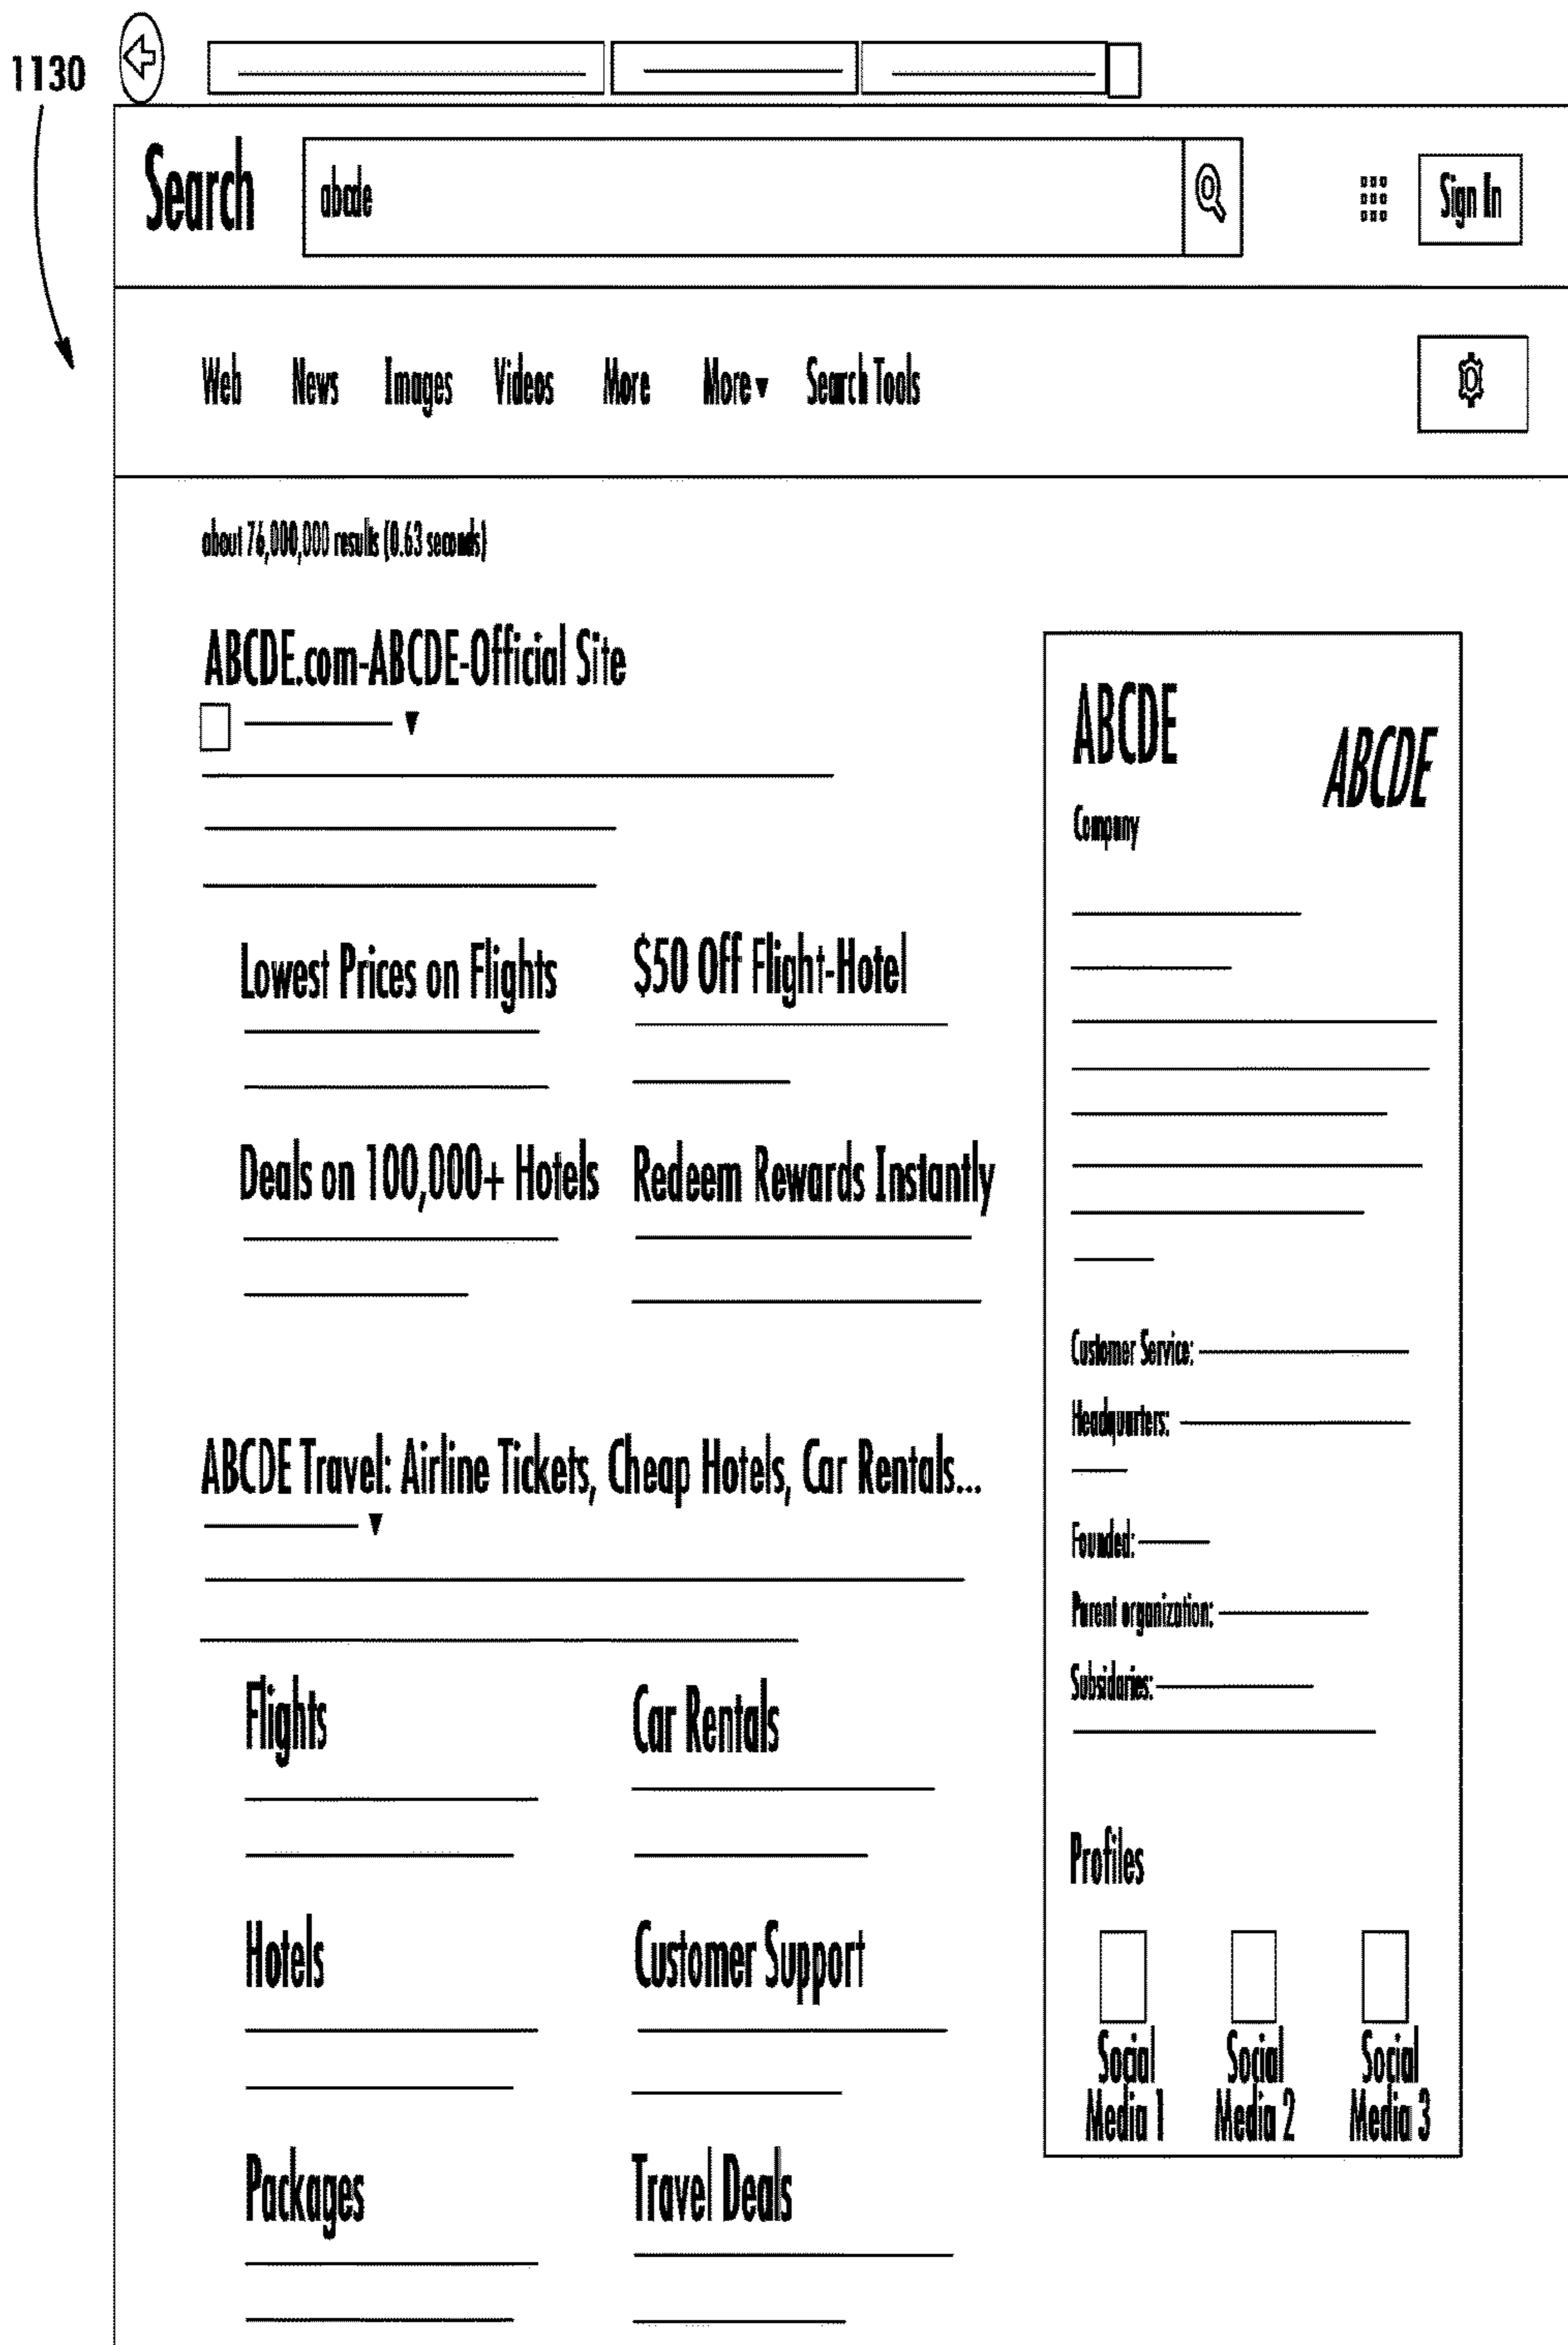 1130
Search abcde Sign In
Web News Images Videos More More▾ Search Tools
about 76,000,000 results (0.63 seconds)
ABCDE.com-ABCDE-Official Site
Lowest Prices on Flights $50 Off Flight-Hotel
Deals on 100,000+ Hotels Redeem Rewards Instantly
ABCDE Travel: Airline Tickets, Cheap Hotels, Car Rentals...
Flights Car Rentals
Hotels Customer Support
Packages Travel Deals
ABCDE
ABCDE
Company
Customer Service:
Headquarters:
Founded:
Parent organization:
Subsidaries:
Profiles
Social Social Social
Media 1 Media 2 Media 3